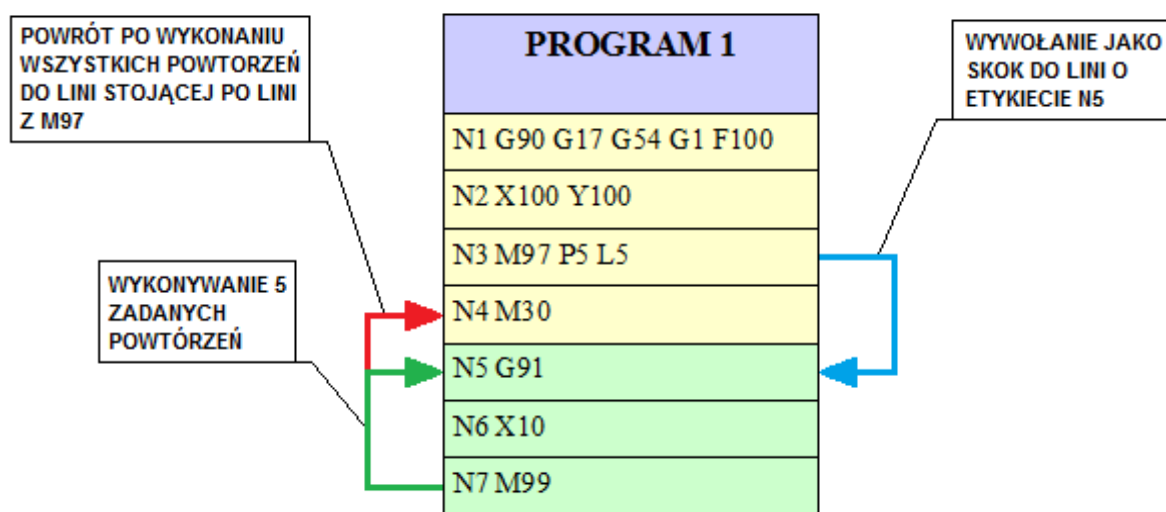 POWRÓT PO WYKONANIU
WSZYSTKICH POWTORZEŃ
DO LINI STOJĄCEJ PO LINI
Z M97
PROGRAM 1
WYWOŁANIE JAKO
SKOK DO LINI O
ETYKIECIE N5
N1 G90 G17 G54 G1 F100
N2 X100 Y100
N3 M97 P5 L5
WYKONYWANIE 5
ZADANYCH
POWTÓRZEŃ
N4 M30
N5 G91
N6 X10
N7 M99